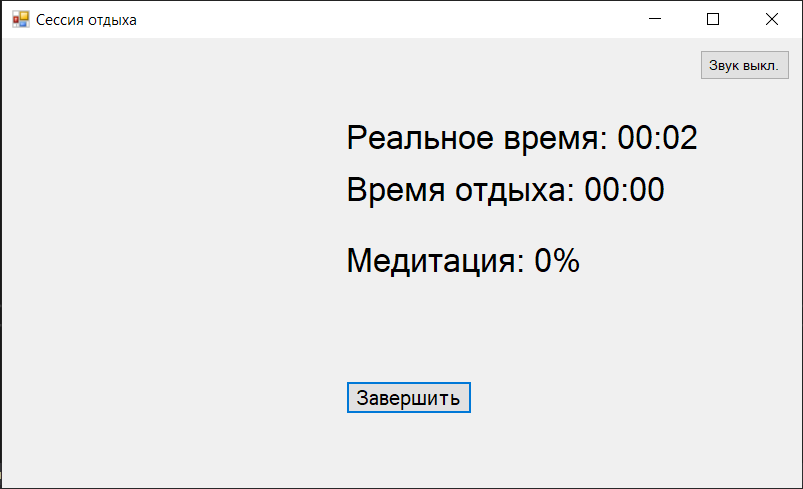 Сессия отдыха
Звук выкл.
Реальное время: 00:02
Время отдыха: 00:00
Медитация: 0%
Завершить